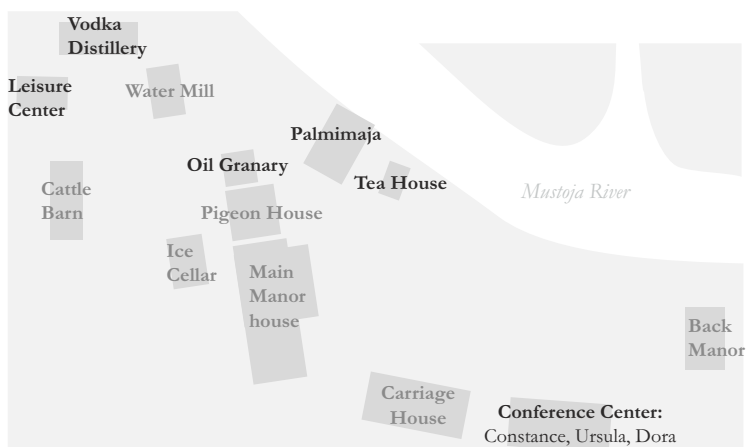 Vodka
Distillery
Leisure
Center
Water Mill
Palmimaja
Oil Granary
Tea House
Cattle
Barn
Mustoja River
Pigeon House
Ice
Cellar
Main
Manor
house
Back
Manor
Carriage
House
Conference Center:
Constance, Ursula, Dora